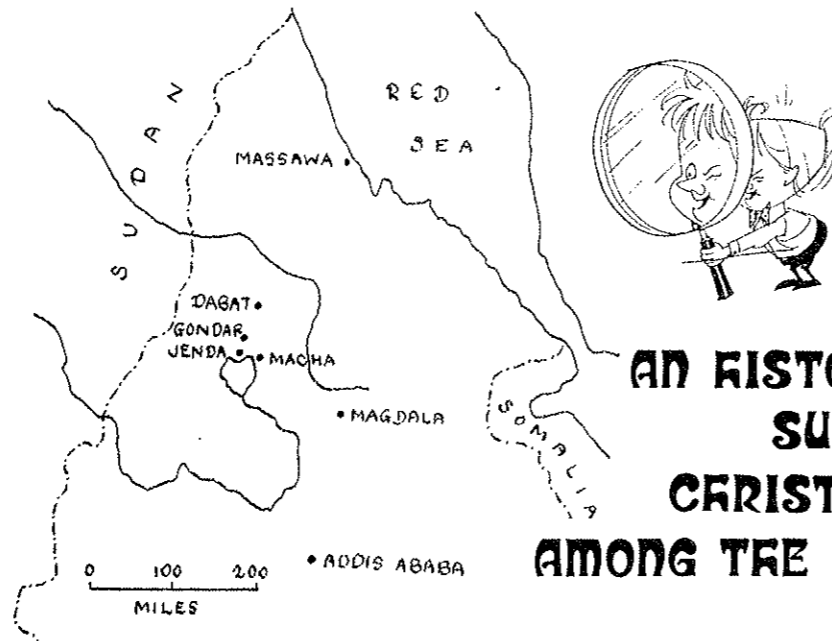 RED
SEA
SUDAN
MASSAWA
DABAT
GONDAR
JENDA
MACHA
MAGDALA
SOMALIA
ADDIS ABABA
0 100 200
MILES
AN HISTO
SU
CHRIST
AMONG THE